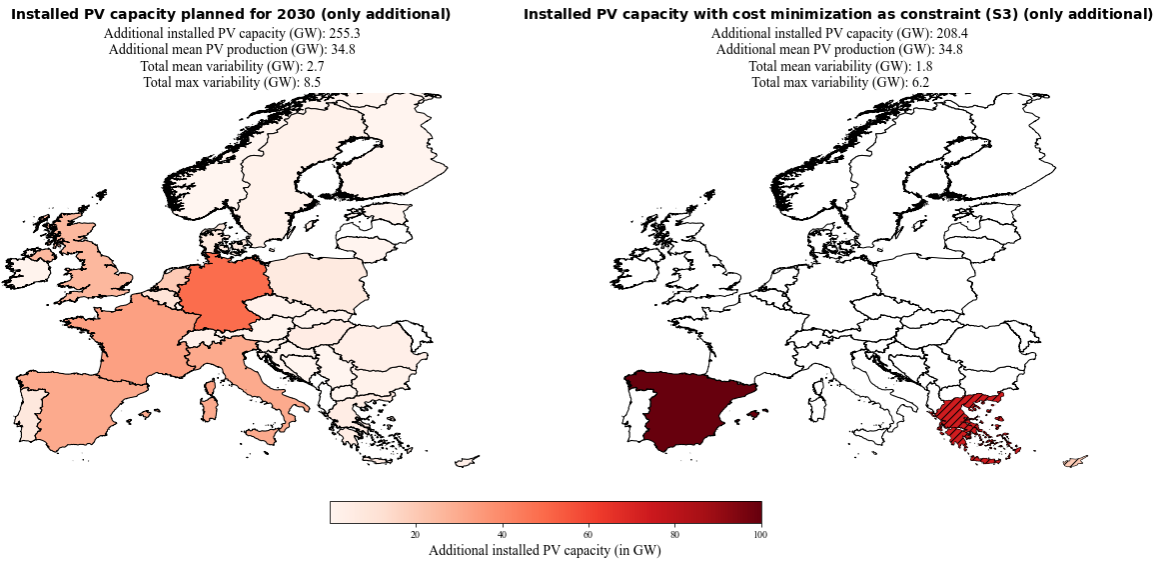 Installed PV capacity planned for 2030 (only additional)
Additional installed PV capacity (GW): 255.3
Additional mean PV production (GW): 34.8
Total mean variability (GW): 2.7
Total max variability (GW): 8.5
Installed PV capacity with cost minimization as constraint (S3) (only additional)
Additional installed PV capacity (GW): 208.4
Additional mean PV production (GW): 34.8
Total mean variability (GW): 1.8
Total max variability (GW): 6.2
20 40 60 80 100
Additional installed PV capacity (in GW)